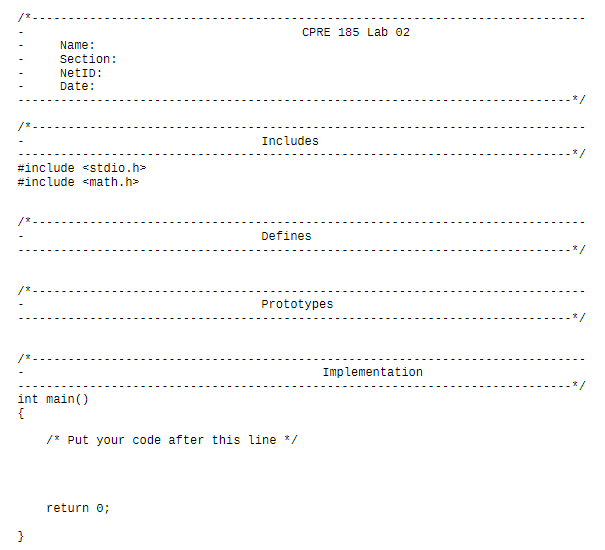 /*-----------------------------------------------------------------------------
-                                       CPRE 185 Lab 02
-     Name:
-     Section:
-     NetID:
-     Date:
-----------------------------------------------------------------------------*/
/*-----------------------------------------------------------------------------
-                                 Includes
-----------------------------------------------------------------------------*/
#include <stdio.h>
#include <math.h>
/*-----------------------------------------------------------------------------
-                                 Defines
-----------------------------------------------------------------------------*/
/*-----------------------------------------------------------------------------
-                                 Prototypes
-----------------------------------------------------------------------------*/
/*-----------------------------------------------------------------------------
-                                          Implementation
-----------------------------------------------------------------------------*/
int main()
{
    /* Put your code after this line */
    return 0;
}